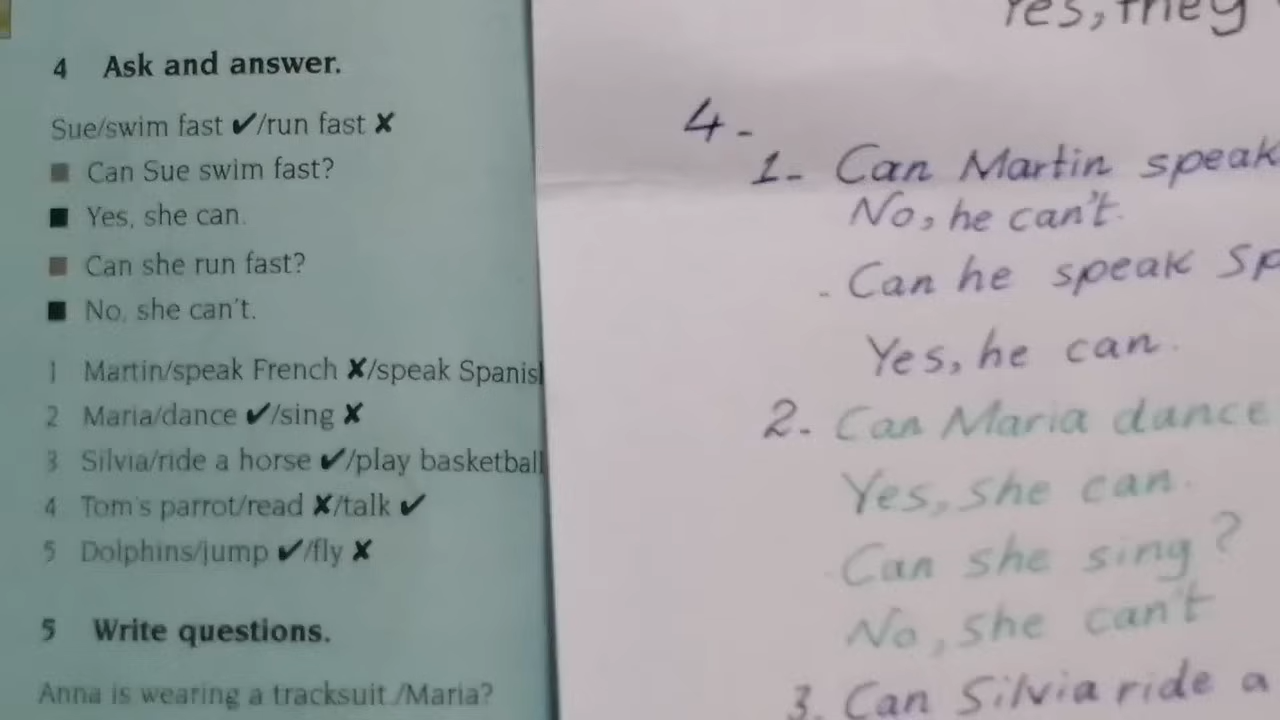 4 Ask and answer.
Sue/swim fast ✔/run fast ✘
Can Sue swim fast?
Yes, she can.
Can she run fast?
No, she can't.
1 Martin/speak French ✘/speak
2 Maria/dance ✔/sing ✘
3 Silvia/ride a horse ✔/play basketball
4 Tom's parrot/read ✘/talk ✔
5 Dolphins/jump ✔/fly ✘
5 Write questions.
Anna is wearing a tracksuit./Maria?
Yes, they
4-
1- Can Martin speak
No, he can't.
. Can he speak
Yes, he can.
2. Can Maria dance
Yes, she can.
Can she sing?
No, she can't
3. Can Silvia ride a